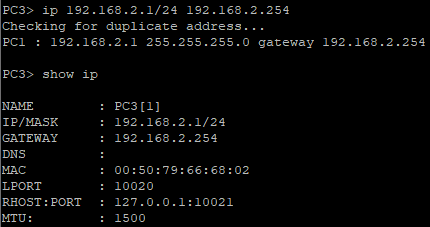 PC3> ip 192.168.2.1/24 192.168.2.254
Checking for duplicate address...
PC1 : 192.168.2.1 255.255.255.0 gateway 192.168.2.254
PC3> show ip
NAME        : PC3[1]
IP/MASK     : 192.168.2.1/24
GATEWAY     : 192.168.2.254
DNS         :
MAC         : 00:50:79:66:68:02
LPORT       : 10020
RHOST:PORT  : 127.0.0.1:10021
MTU:        : 1500